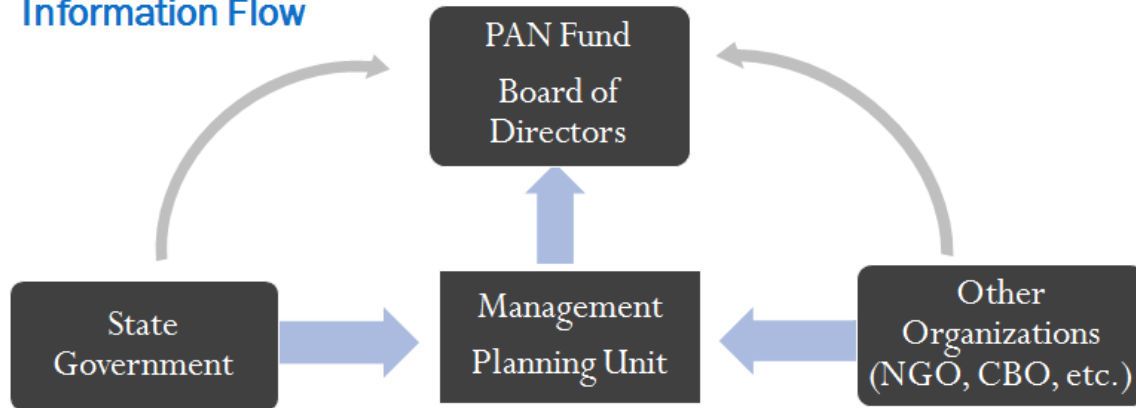 Information Flow
PAN Fund
Board of
Directors
State
Government
Management
Planning Unit
Other
Organizations
(NGO, CBO, etc.)